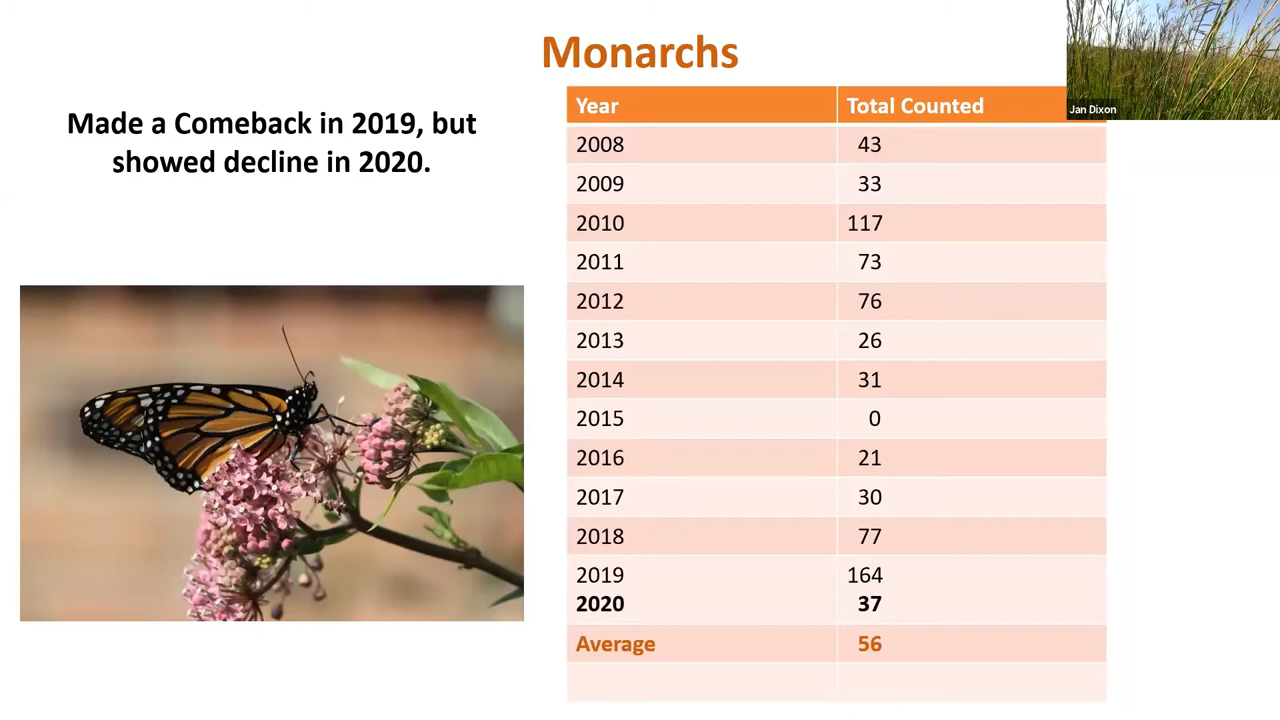 Monarchs
Made a Comeback in 2019, but
showed decline in 2020.
Year Total Counted
2008 43
2009 33
2010 117
2011 73
2012 76
2013 26
2014 31
2015 0
2016 21
2017 30
2018 77
2019 164
2020 37
Average 56
Jan Dixon